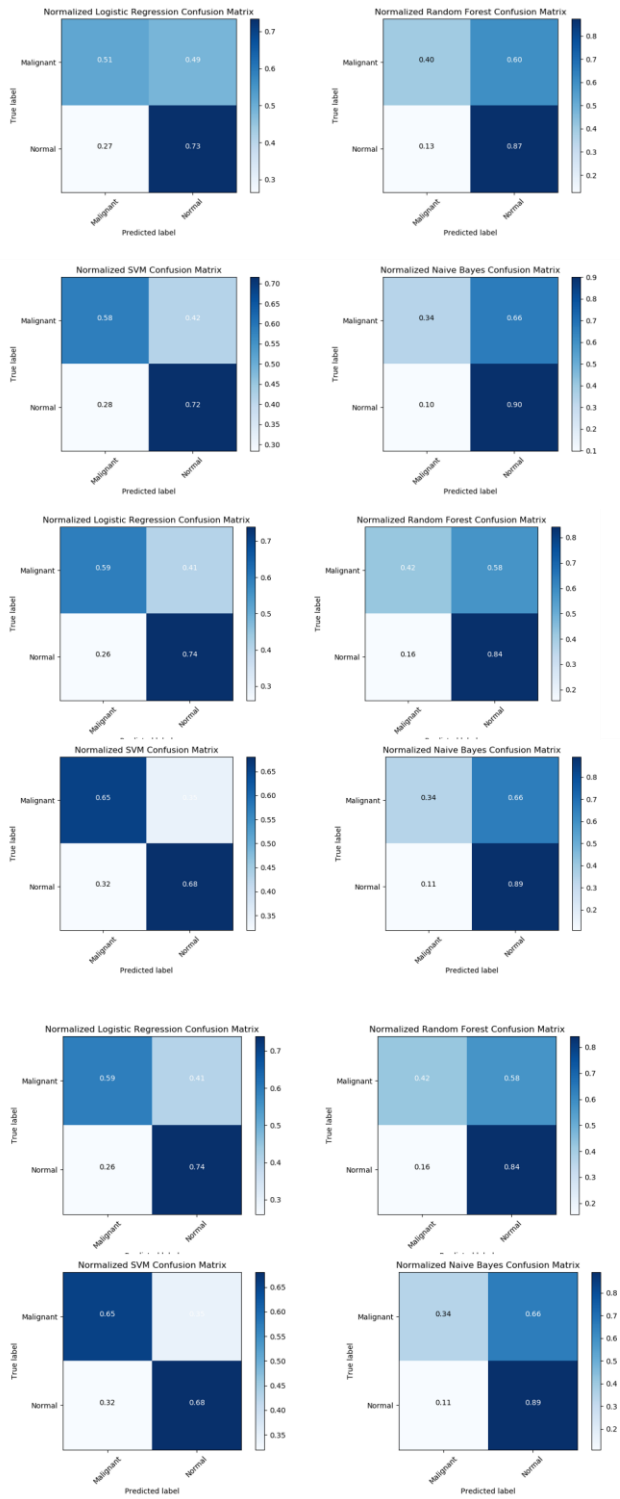 Normalized Logistic Regression Confusion Matrix
True label
Malignant
0.51 0.49
Normal
0.27 0.73
Malignant
Normal
Predicted label
0.7
0.6
0.5
0.4
0.3
Normalized Random Forest Confusion Matrix
True label
Malignant
0.40 0.60
Normal
0.13 0.87
Malignant
Normal
Predicted label
0.8
0.7
0.6
0.5
0.4
0.3
0.2
Normalized SVM Confusion Matrix
True label
Malignant
0.58 0.42
Normal
0.28 0.72
Malignant
Normal
Predicted label
0.70
0.65
0.60
0.55
0.50
0.45
0.40
0.35
0.30
Normalized Naive Bayes Confusion Matrix
True label
Malignant
0.34 0.66
Normal
0.10 0.90
Malignant
Normal
Predicted label
0.9
0.8
0.7
0.6
0.5
0.4
0.3
0.2
0.1
Normalized Logistic Regression Confusion Matrix
True label
Malignant
0.59 0.41
Normal
0.26 0.74
Malignant
Normal
0.7
0.6
0.5
0.4
0.3
Normalized Random Forest Confusion Matrix
True label
Malignant
0.42 0.58
Normal
0.16 0.84
Malignant
Normal
0.8
0.7
0.6
0.5
0.4
0.3
0.2
Normalized SVM Confusion Matrix
True label
Malignant
0.65
Normal
0.32 0.68
Malignant
Normal
Predicted label
0.65
0.60
0.55
0.50
0.45
0.40
0.35
Normalized Naive Bayes Confusion Matrix
True label
Malignant
0.34 0.66
Normal
0.11 0.89
Malignant
Normal
Predicted label
0.8
0.7
0.6
0.5
0.4
0.3
0.2
Normalized Logistic Regression Confusion Matrix
True label
Malignant
0.59 0.41
Normal
0.26 0.74
Malignant
Normal
0.7
0.6
0.5
0.4
0.3
Normalized Random Forest Confusion Matrix
True label
Malignant
0.42 0.58
Normal
0.16 0.84
Malignant
Normal
0.8
0.7
0.6
0.5
0.4
0.3
0.2
Normalized SVM Confusion Matrix
True label
Malignant
0.65
Normal
0.32 0.68
Malignant
Normal
Predicted label
0.65
0.60
0.55
0.50
0.45
0.40
0.35
Normalized Naive Bayes Confusion Matrix
True label
Malignant
0.34 0.66
Normal
0.11 0.89
Malignant
Normal
Predicted label
0.8
0.7
0.6
0.5
0.4
0.3
0.2